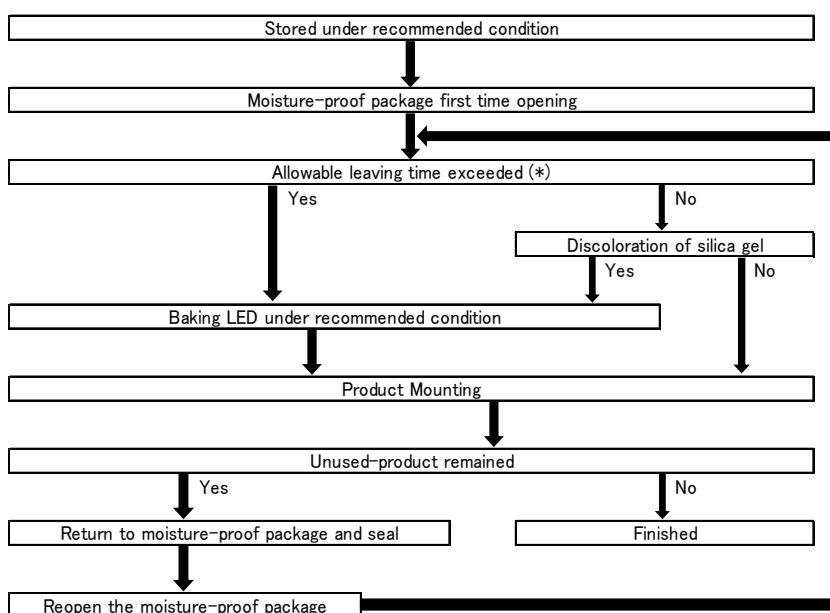 Stored under recommended condition
Moisture-proof package first time opening
Allowable leaving time exceeded (*)
Yes
No
Discoloration of silica gel
Yes
No
Baking LED under recommended condition
Product Mounting
Unused-product remained
Yes
No
Return to moisture-proof package and seal
Finished
Reopen the moisture-proof package